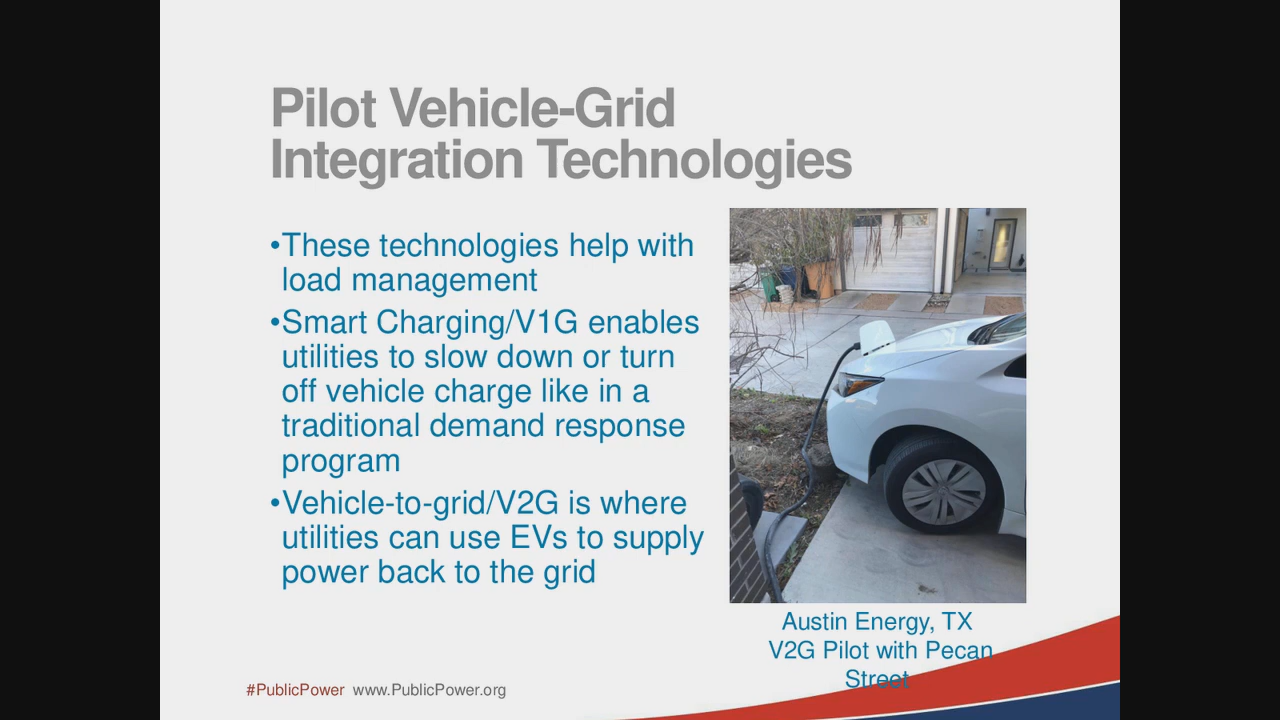 Pilot Vehicle-Grid
Integration Technologies
•These technologies help with
load management
•Smart Charging/V1G enables
utilities to slow down or turn
off vehicle charge like in a
traditional demand response
program
•Vehicle-to-grid/V2G is where
utilities can use EVs to supply
power back to the grid
Austin Energy, TX
V2G Pilot with Pecan
Street
#PublicPower www.PublicPower.org